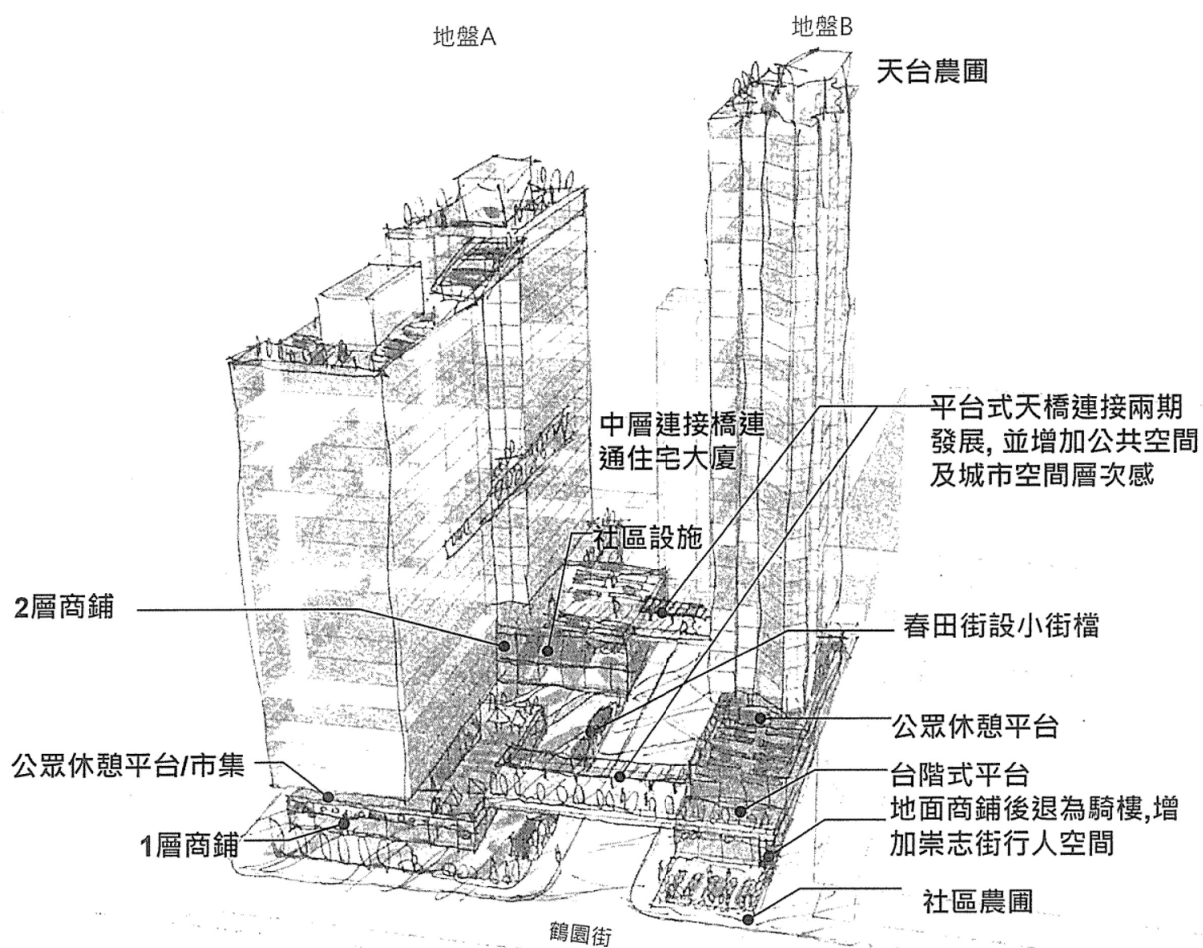 地盤A
地盤B
天台農圃
中層連接橋連
通住宅大廈
平台式天橋連接兩期
發展, 並增加公共空間
及城市空間層次感
社區設施
2層商鋪
春田街設小街檔
公眾休憩平台
公眾休憩平台/市集
台階式平台
地面商鋪後退為騎樓,增
加崇志街行人空間
1層商鋪
社區農圃
鶴園街